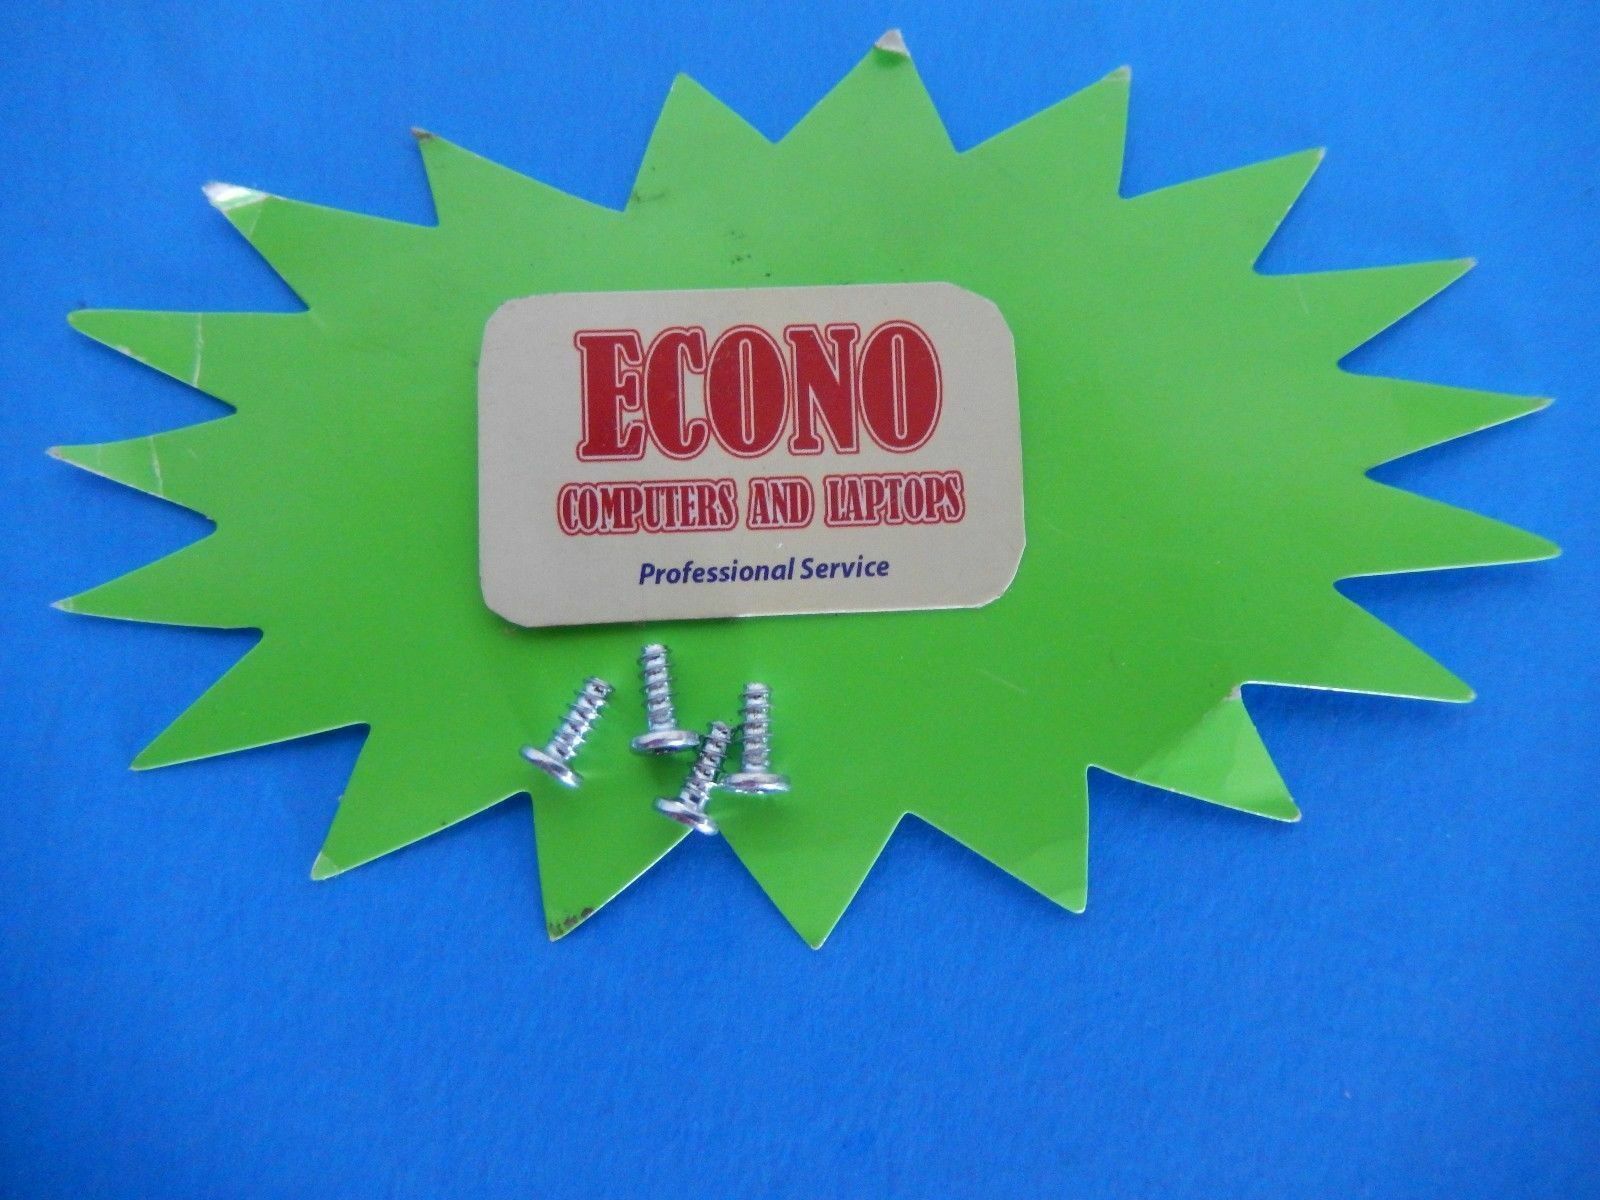 ECONO
COMPUTERS AND LAPTOPS
Professional Service